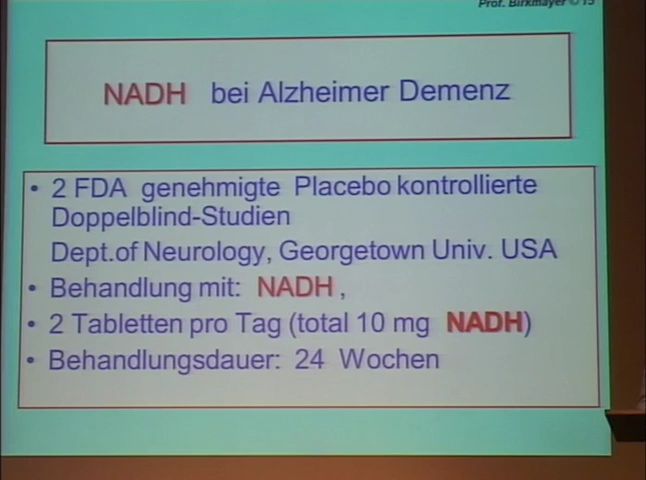 Prof. Birkmayer © 15
NADH bei Alzheimer Demenz
• 2 FDA genehmigte Placebo kontrollierte
Doppelblind-Studien
Dept.of Neurology, Georgetown Univ. USA
• Behandlung mit: NADH ,
• 2 Tabletten pro Tag (total 10 mg NADH)
• Behandlungsdauer: 24 Wochen